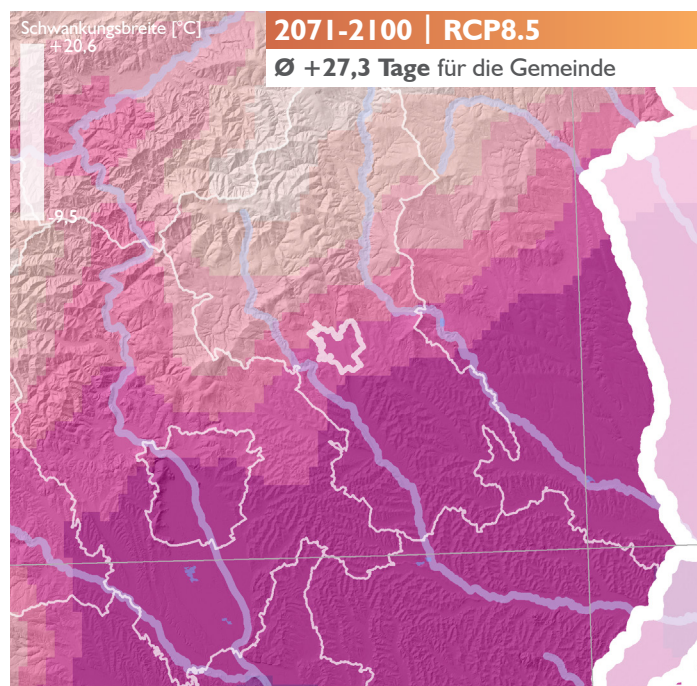 Schwankungsbreite [°C]
+20,6
-9,5
2071-2100 | RCP8.5
Ø +27,3 Tage für die Gemeinde